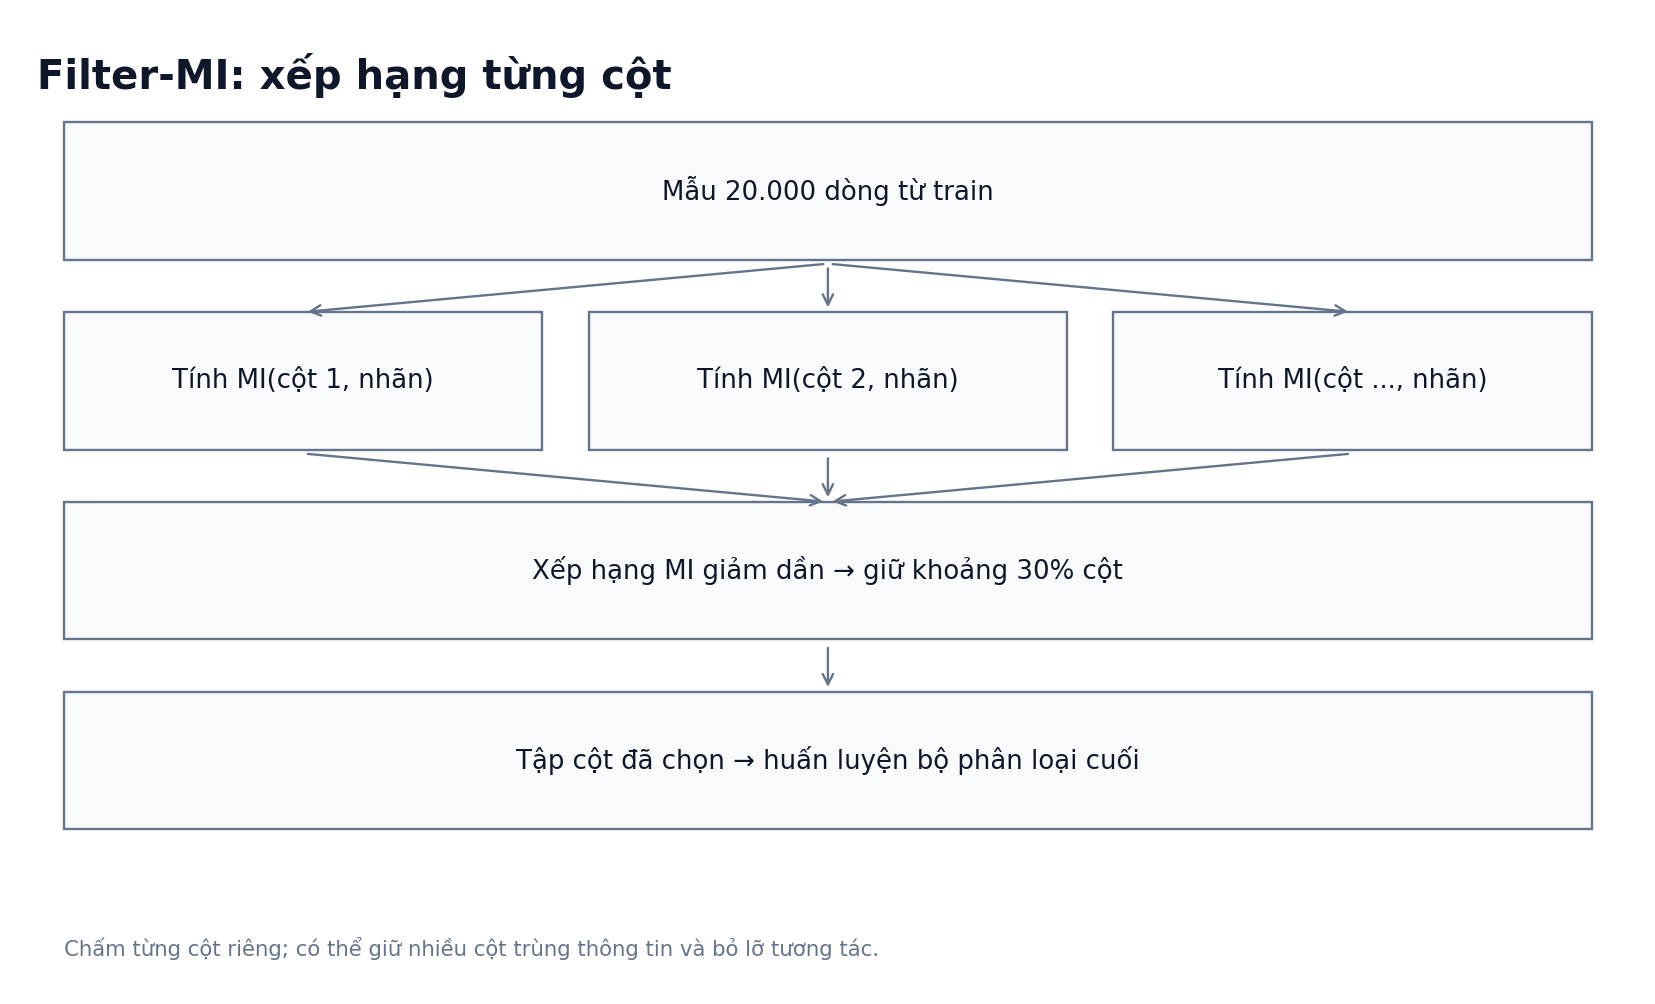 Filter-MI: xếp hạng từng cột
Mẫu 20.000 dòng từ train
Tính MI(cột 1, nhãn)
Tính MI(cột 2, nhãn)
Tính MI(cột ..., nhãn)
Xếp hạng MI giảm dần → giữ khoảng 30% cột
Tập cột đã chọn → huấn luyện bộ phân loại cuối
Chấm từng cột riêng; có thể giữ nhiều cột trùng thông tin và bỏ lỡ tương tác.